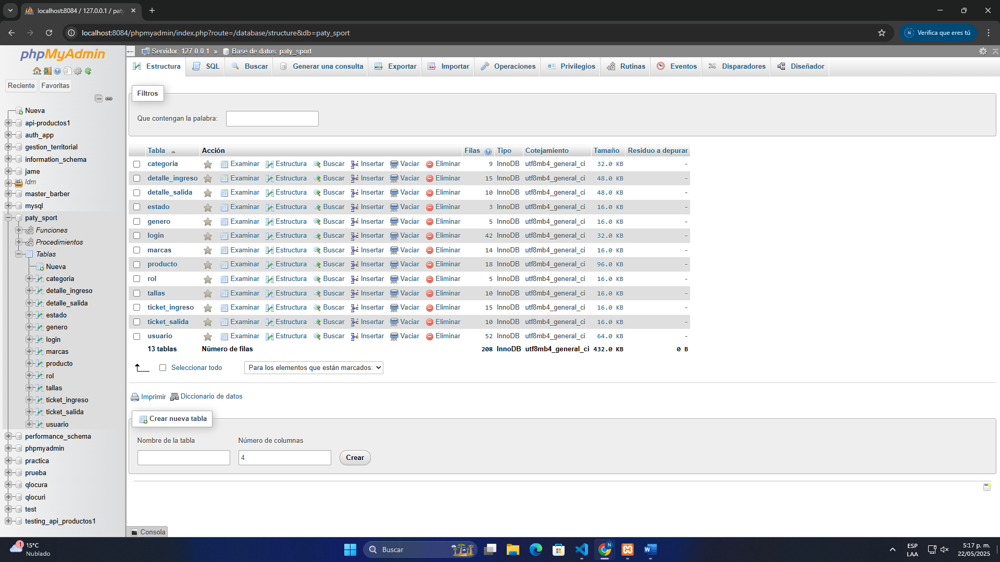 localhost:8084 / 127.0.0.1 / paty
localhost:8084/phpmyadmin/index.php?route=/database/structure&db=paty_sport
N Verifica que eres tú
phpMyAdmin
Reciente Favoritas
Nueva
api-productos1
auth_app
gestion_territorial
information_schema
jame
ldm
master_barber
mysql
paty_sport
Funciones
Procedimientos
Tablas
Nueva
categoria
detalle_ingreso
detalle_salida
estado
genero
login
marcas
producto
rol
tallas
ticket_ingreso
ticket_salida
usuario
performance_schema
phpmyadmin
practica
prueba
qlocura
qlocuri
test
testing_api_productos1
Servidor: 127.0.0.1 » Base de datos: paty_sport
Estructura SQL Buscar Generar una consulta Exportar Importar Operaciones Privilegios Rutinas Eventos Disparadores Diseñador
Filtros
Que contengan la palabra:
Tabla Acción Filas Tipo Cotejamiento Tamaño Residuo a depurar
categoria Examinar Estructura Buscar Insertar Vaciar Eliminar 9 InnoDB utf8mb4_general_ci 32.0 KB -
detalle_ingreso Examinar Estructura Buscar Insertar Vaciar Eliminar 15 InnoDB utf8mb4_general_ci 48.0 KB -
detalle_salida Examinar Estructura Buscar Insertar Vaciar Eliminar 10 InnoDB utf8mb4_general_ci 48.0 KB -
estado Examinar Estructura Buscar Insertar Vaciar Eliminar 3 InnoDB utf8mb4_general_ci 16.0 KB -
genero Examinar Estructura Buscar Insertar Vaciar Eliminar 5 InnoDB utf8mb4_general_ci 16.0 KB -
login Examinar Estructura Buscar Insertar Vaciar Eliminar 42 InnoDB utf8mb4_general_ci 32.0 KB -
marcas Examinar Estructura Buscar Insertar Vaciar Eliminar 14 InnoDB utf8mb4_general_ci 16.0 KB -
producto Examinar Estructura Buscar Insertar Vaciar Eliminar 18 InnoDB utf8mb4_general_ci 96.0 KB -
rol Examinar Estructura Buscar Insertar Vaciar Eliminar 5 InnoDB utf8mb4_general_ci 16.0 KB -
tallas Examinar Estructura Buscar Insertar Vaciar Eliminar 10 InnoDB utf8mb4_general_ci 16.0 KB -
ticket_ingreso Examinar Estructura Buscar Insertar Vaciar Eliminar 15 InnoDB utf8mb4_general_ci 16.0 KB -
ticket_salida Examinar Estructura Buscar Insertar Vaciar Eliminar 10 InnoDB utf8mb4_general_ci 16.0 KB -
usuario Examinar Estructura Buscar Insertar Vaciar Eliminar 52 InnoDB utf8mb4_general_ci 64.0 KB -
13 tablas Número de filas 208 InnoDB utf8mb4_general_ci 432.0 KB 0 B
Seleccionar todo Para los elementos que están marcados:
Imprimir Diccionario de datos
Crear nueva tabla
Nombre de la tabla Número de columnas
4 Crear
Consola
1 15°C
Nublado
Buscar
N
W
ESP
LAA
5:17 p. m.
22/05/2025